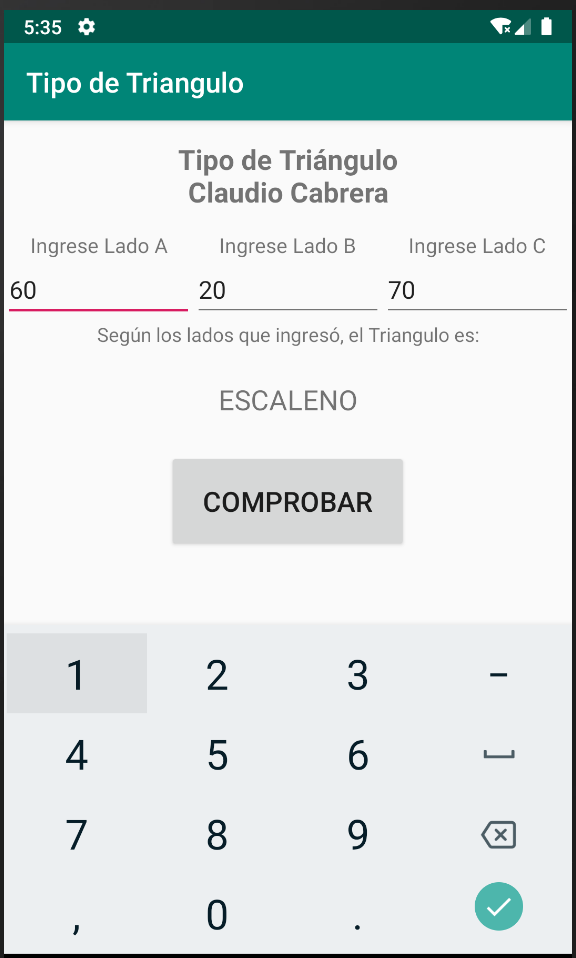 5:35
Tipo de Triangulo
Tipo de Triángulo
Claudio Cabrera
Ingrese Lado A Ingrese Lado B Ingrese Lado C
60 20 70
Según los lados que ingresó, el Triangulo es:
ESCALENO
COMPROBAR
1 2 3 -
4 5 6
7 8 9
, 0 .